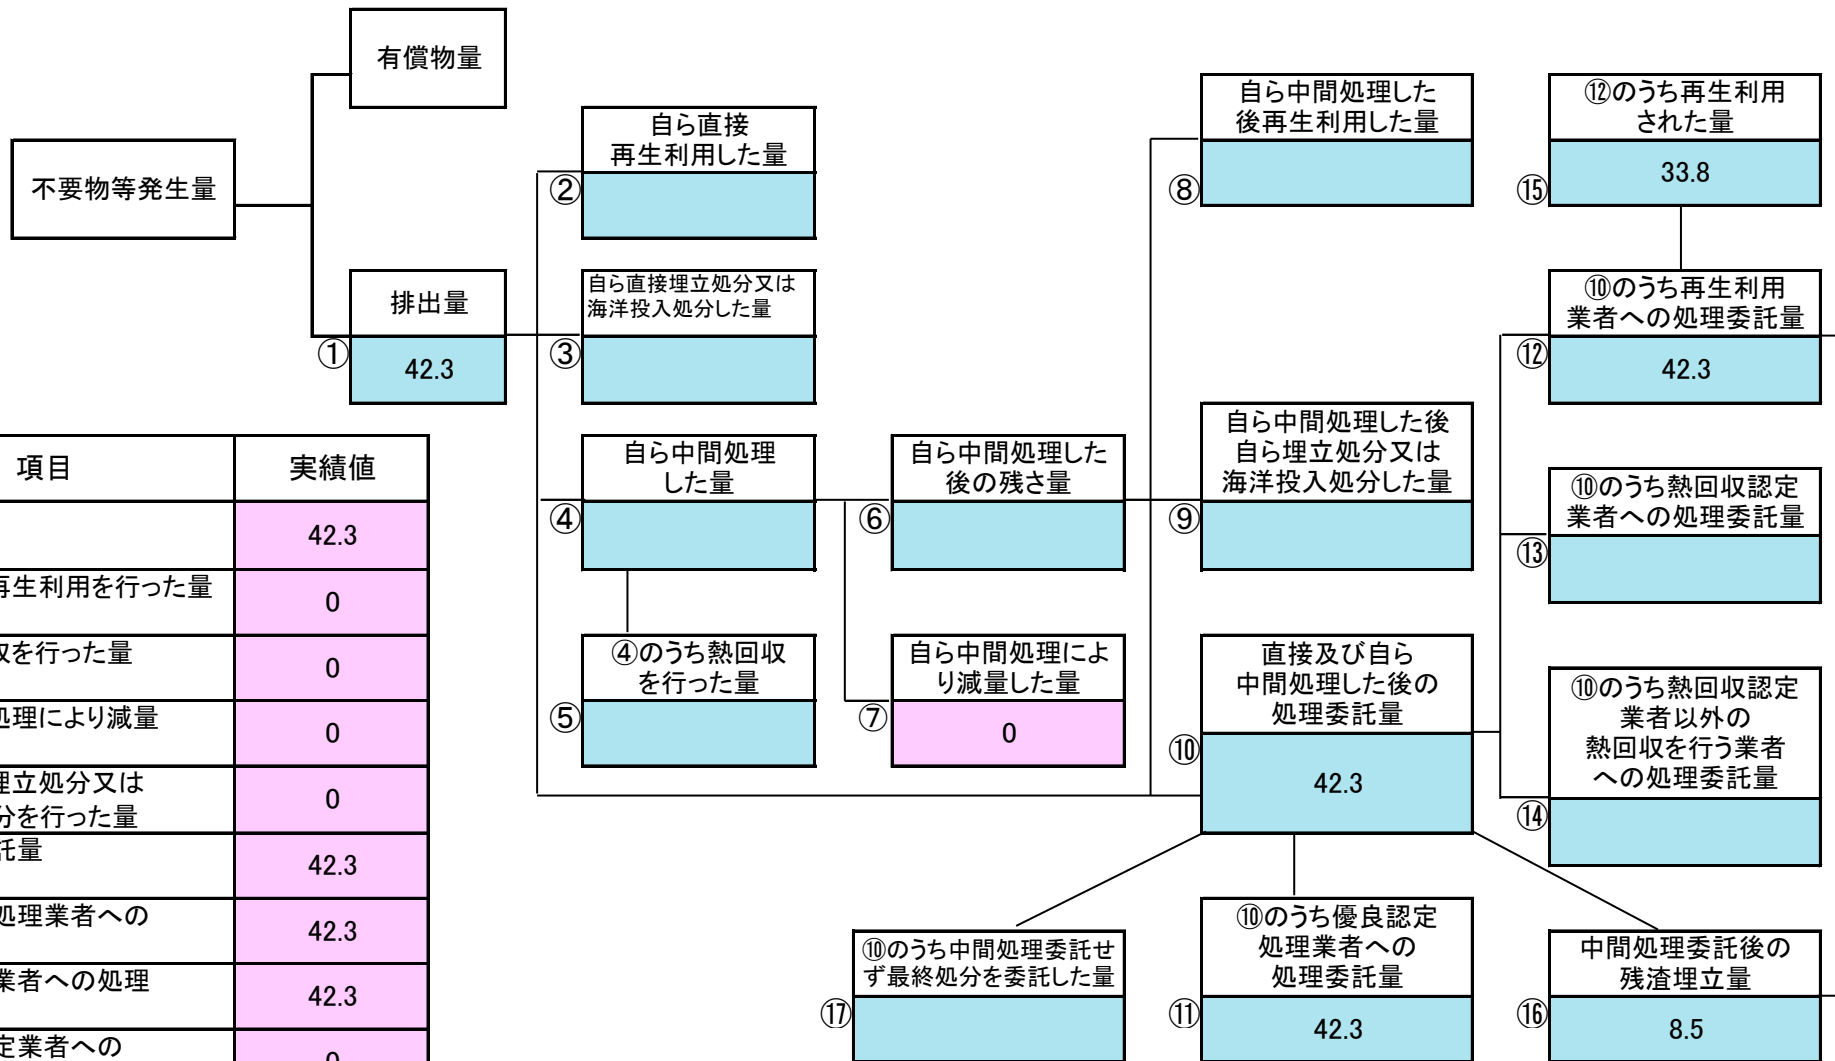 有償物量
不要物等発生量
排出量
①
42.3
自ら直接
再生利用した量
②
自ら直接埋立処分又は
海洋投入処分した量
③
自ら中間処理
した量
④
④のうち熱回収
を行った量
⑤
自ら中間処理した
後の残さ量
⑥
自ら中間処理によ
り減量した量
⑦
0
自ら中間処理した
後再生利用した量
⑧
自ら中間処理した後
自ら埋立処分又は
海洋投入処分した量
⑨
直接及び自ら
中間処理した後の
処理委託量
⑩
42.3
⑫のうち再生利用
された量
⑮
33.8
⑩のうち再生利用
業者への処理委託量
⑫
42.3
⑩のうち熱回収認定
業者への処理委託量
⑬
⑩のうち熱回収認定
業者以外の
熱回収を行う業者
への処理委託量
⑭
⑩のうち中間処理委託せ
ず最終処分を委託した量
⑰
⑩のうち優良認定
処理業者への
処理委託量
⑪
42.3
中間処理委託後の
残渣埋立量
⑯
8.5
項目 実績値
42.3
再生利用を行った量
0
収を行った量
0
処理により減量
0
埋立処分又は
分を行った量
0
託量
42.3
処理業者への
42.3
業者への処理
42.3
定業者への
0